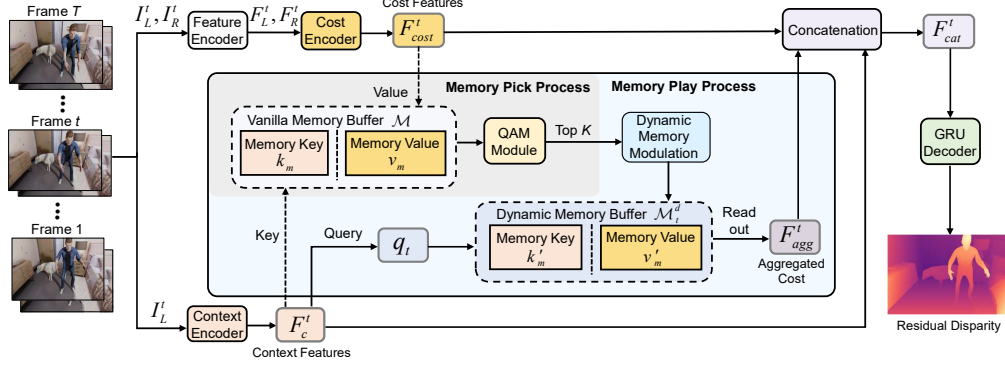 Frame T
Frame t
Frame 1
I_L^t, I_R^t
Feature
Encoder
F_L^t, F_R^t
Cost
Encoder
Cost Features
F_cost^t
Concatenation
F_cat^t
GRU
Decoder
Residual Disparity
Value
Memory Pick Process
Memory Play Process
Vanilla Memory Buffer M
Memory Key
k_m
Memory Value
v_m
QAM
Module
Top K
Dynamic
Memory
Modulation
Key
Query
q_t
Dynamic Memory Buffer M_t^d
Memory Key
k'_m
Memory Value
v'_m
Read
out
F_agg^t
Aggregated
Cost
I_L^t
Context
Encoder
F_c^t
Context Features